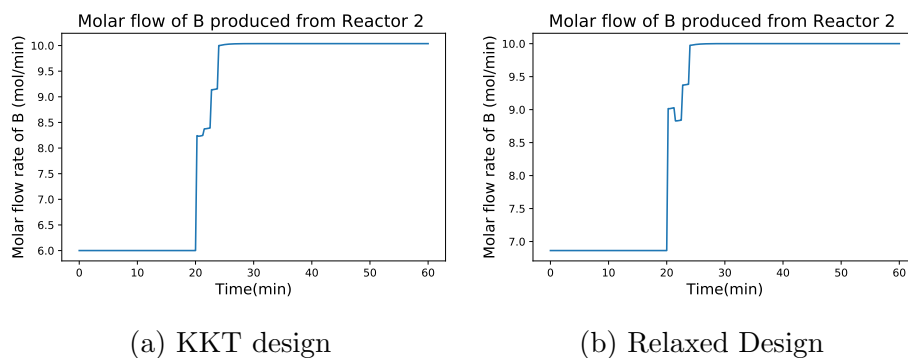 Molar flow of B produced from Reactor 2
Molar flow rate of B (mol/min)
10.0
9.5
9.0
8.5
8.0
7.5
7.0
6.5
6.0
0 10 20 30 40 50 60
Time(min)
(a) KKT design
Molar flow of B produced from Reactor 2
Molar flow rate of B (mol/min)
10.0
9.5
9.0
8.5
8.0
7.5
7.0
0 10 20 30 40 50 60
Time(min)
(b) Relaxed Design